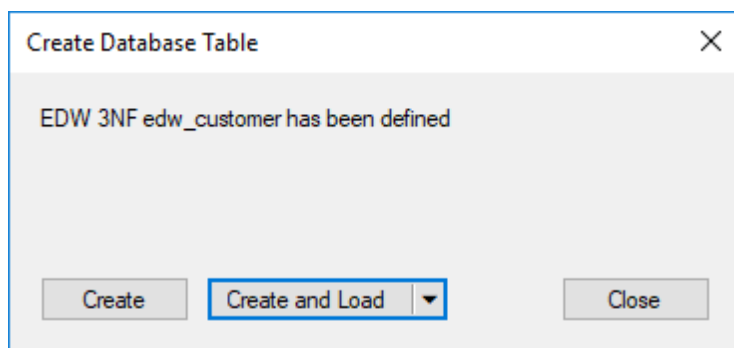 Create Database Table
EDW 3NF edw_customer has been defined
Create
Create and Load
Close